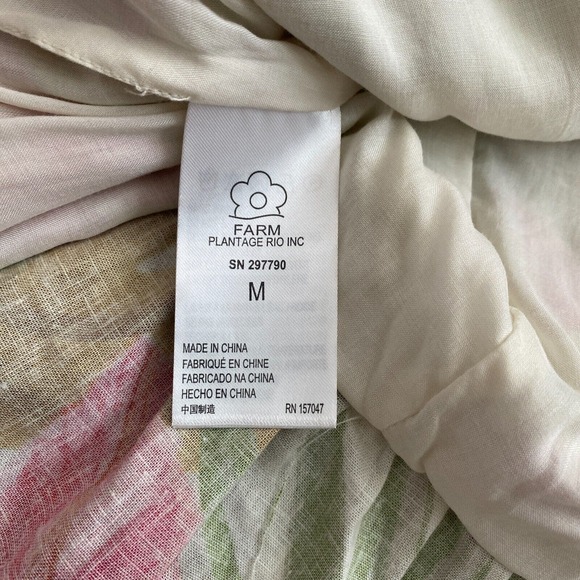 FARM
PLANTAGE RIO INC
SN 297790
M
MADE IN CHINA
FABRIQUÉ EN CHINE
FABRICADO NA CHINA
HECHO EN CHINA
中国制造 RN 157047